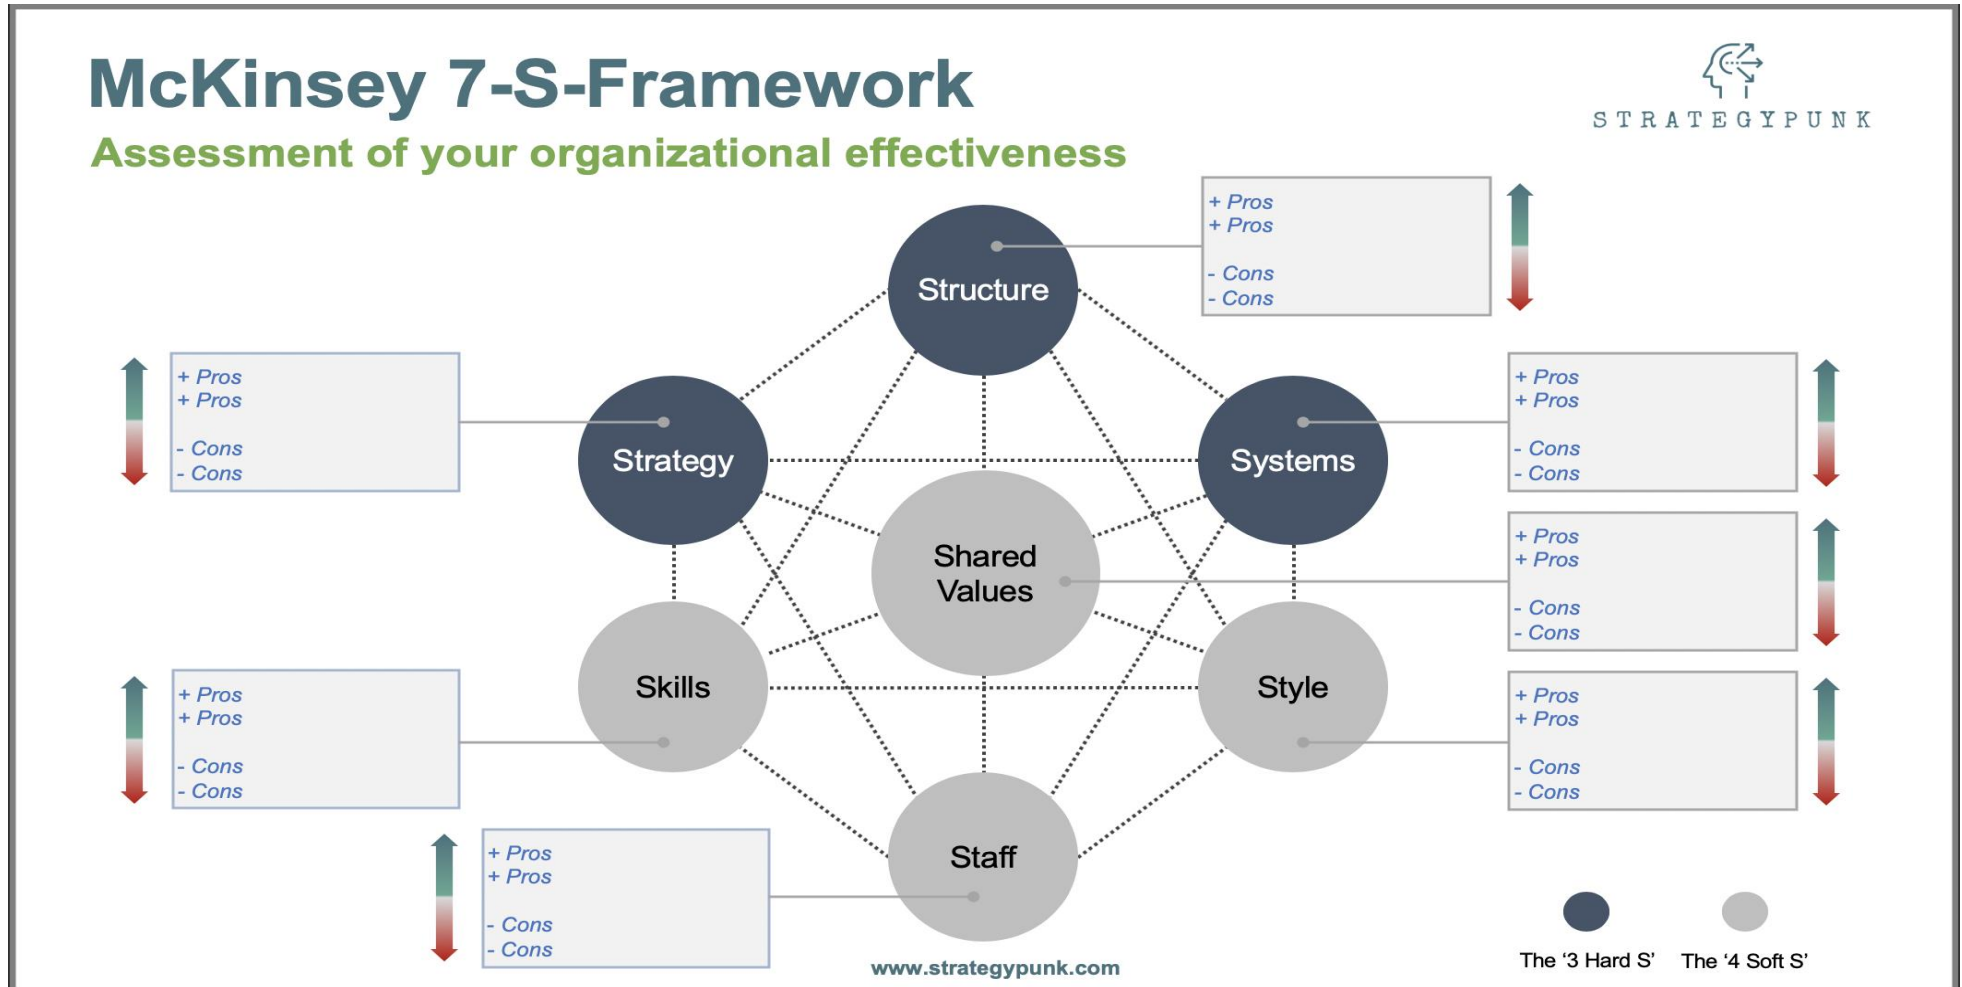 McKinsey 7-S-Framework
Assessment of your organizational effectiveness
STRATEGYPUNK
+ Pros
+ Pros
- Cons
- Cons
Structure
+ Pros
+ Pros
- Cons
- Cons
Strategy
Systems
+ Pros
+ Pros
- Cons
- Cons
Shared
Values
+ Pros
+ Pros
- Cons
- Cons
Skills
Style
+ Pros
+ Pros
- Cons
- Cons
+ Pros
+ Pros
- Cons
- Cons
Staff
+ Pros
+ Pros
- Cons
- Cons
www.strategypunk.com
The ‘3 Hard S’
The ‘4 Soft S’